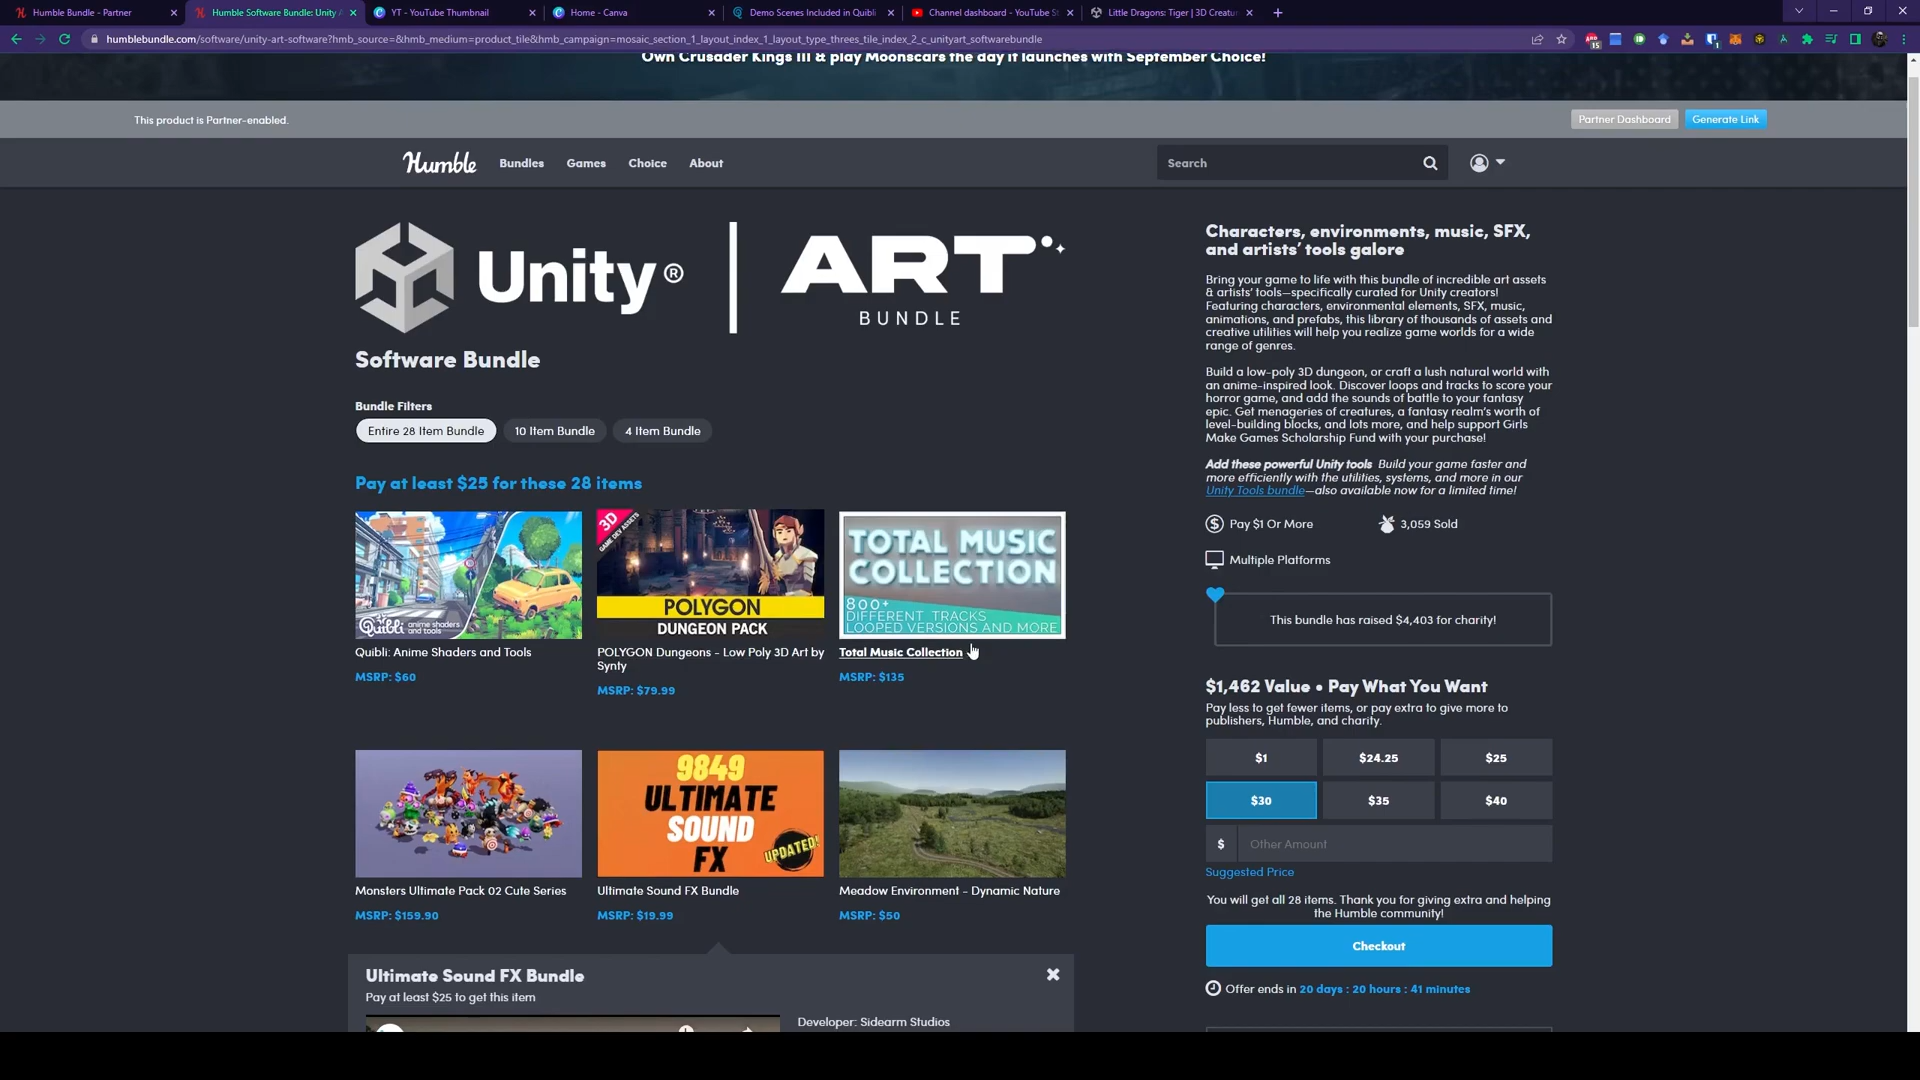 Humble Bundle - Partner
Humble Software Bundle: Unity A
YT - YouTube Thumbnail
Home - Canva
Demo Scenes Included in Quibli
Channel dashboard - YouTube St
Little Dragons: Tiger | 3D Creatur
humblebundle.com/software/unity-art-software?hmb_source=&hmb_medium=product_tile&hmb_campaign=mosaic_section_1_layout_index_1_layout_type_threes_tile_index_2_c_unityart_softwarebundle
Own Crusader Kings III & play Moonscars the day it launches with September Choice!
This product is Partner-enabled.
Partner Dashboard
Generate Link
Humble
Bundles
Games
Choice
About
Search
Unity®
ART
BUNDLE
Software Bundle
Bundle Filters
Entire 28 Item Bundle
10 Item Bundle
4 Item Bundle
Pay at least $25 for these 28 items
Quibli anime shaders and tools
3D
GAME DEV ASSETS
POLYGON
DUNGEON PACK
TOTAL MUSIC
COLLECTION
800+
DIFFERENT TRACKS
LOOPED VERSIONS AND MORE
Quibli: Anime Shaders and Tools
MSRP: $60
POLYGON Dungeons - Low Poly 3D Art by
Synty
MSRP: $79.99
Total Music Collection
MSRP: $135
9849
ULTIMATE
SOUND
FX
UPDATED!
Monsters Ultimate Pack 02 Cute Series
MSRP: $159.90
Ultimate Sound FX Bundle
MSRP: $19.99
Meadow Environment - Dynamic Nature
MSRP: $50
Ultimate Sound FX Bundle
Pay at least $25 to get this item
Developer: Sidearm Studios
Characters, environments, music, SFX,
and artists' tools galore
Bring your game to life with this bundle of incredible art assets
& artists' tools—specifically curated for Unity creators!
Featuring characters, environmental elements, SFX, music,
animations, and prefabs, this library of thousands of assets and
creative utilities will help you realize game worlds for a wide
range of genres.
Build a low-poly 3D dungeon, or craft a lush natural world with
an anime-inspired look. Discover loops and tracks to score your
horror game, and add the sounds of battle to your fantasy
epic. Get menageries of creatures, a fantasy realm's worth of
level-building blocks, and lots more, and help support Girls
Make Games Scholarship Fund with your purchase!
Add these powerful Unity tools Build your game faster and
more efficiently with the utilities, systems, and more in our
Unity Tools bundle—also available now for a limited time!
Pay $1 Or More
3,059 Sold
Multiple Platforms
This bundle has raised $4,403 for charity!
$1,462 Value • Pay What You Want
Pay less to get fewer items, or pay extra to give more to
publishers, Humble, and charity.
$1
$24.25
$25
$30
$35
$40
$
Other Amount
Suggested Price
You will get all 28 items. Thank you for giving extra and helping
the Humble community!
Checkout
Offer ends in 20 days : 20 hours : 41 minutes